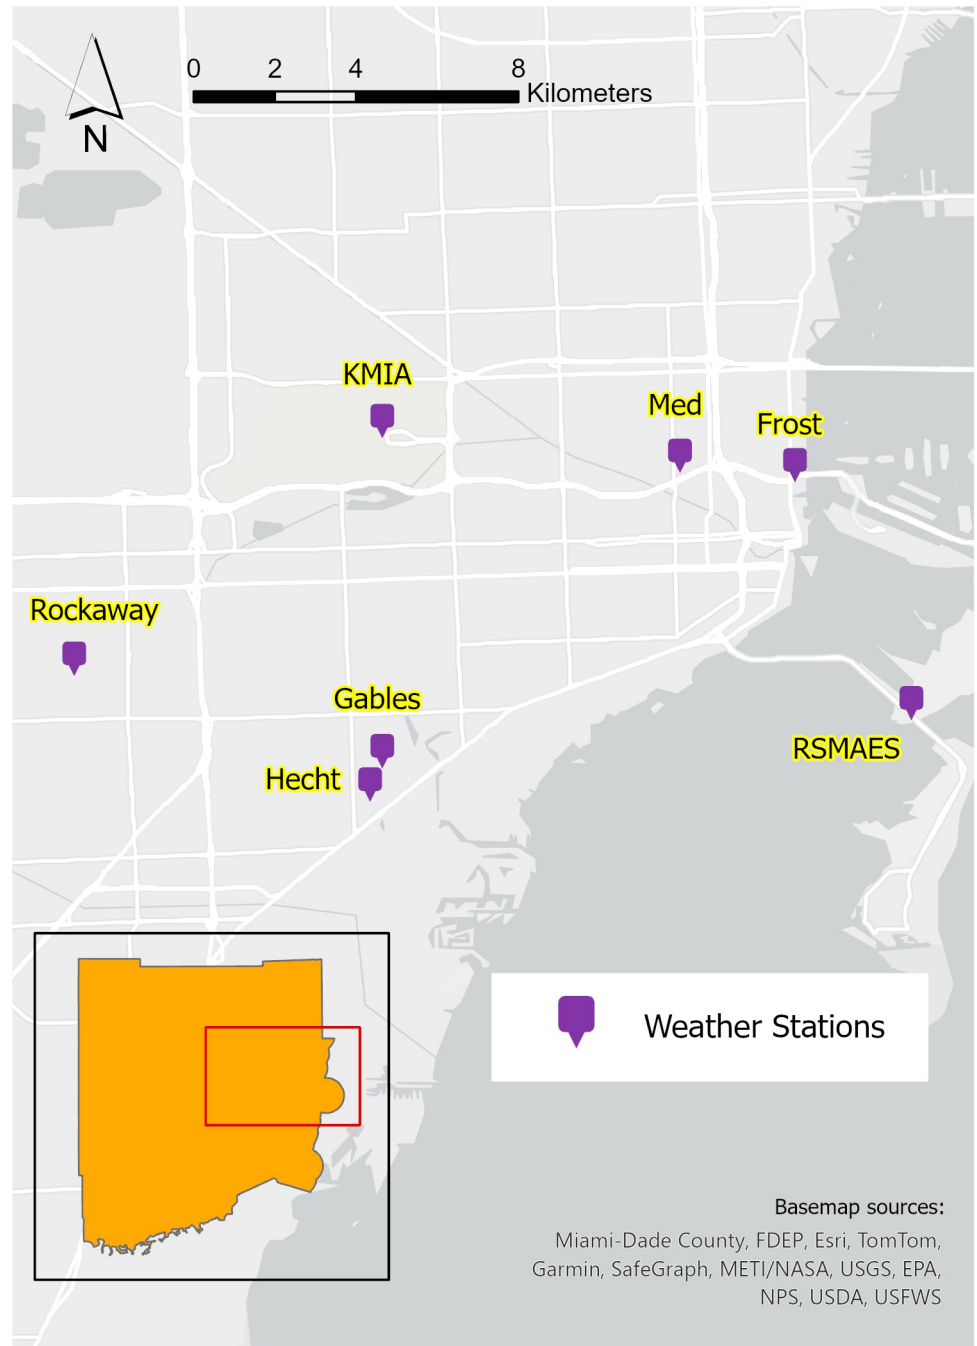 0 2 4 8
Kilometers
N
KMIA
Med
Frost
Rockaway
Gables
RSMAES
Hecht
Weather Stations
Basemap sources:
Miami-Dade County, FDEP, Esri, TomTom,
Garmin, SafeGraph, METI/NASA, USGS, EPA,
NPS, USDA, USFWS